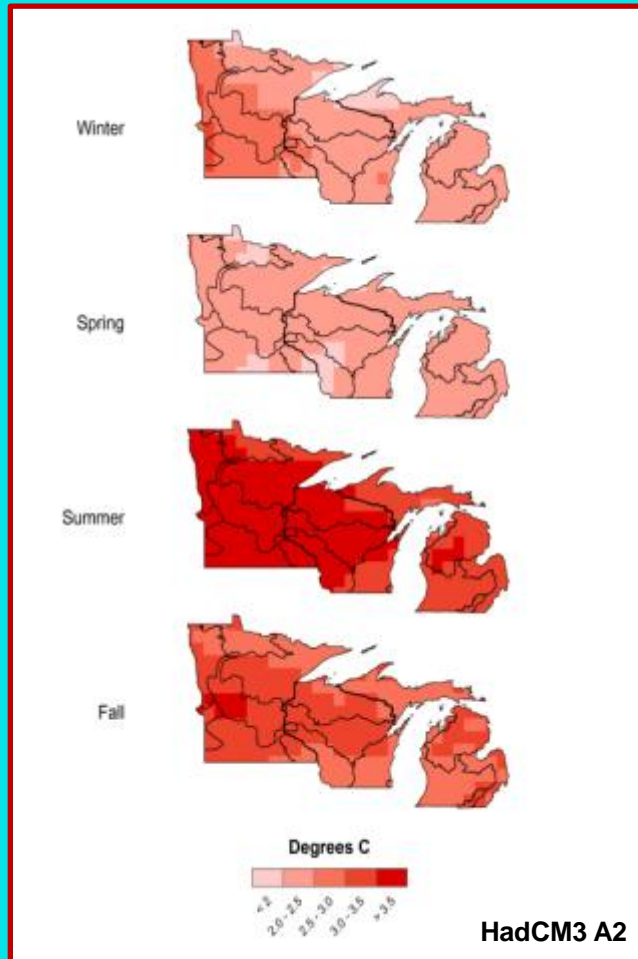 Winter
Spring
Summer
Fall
Degrees C
< 2
2.0 - 2.5
2.5 - 3.0
3.0 - 3.5
> 3.5
HadCM3 A2